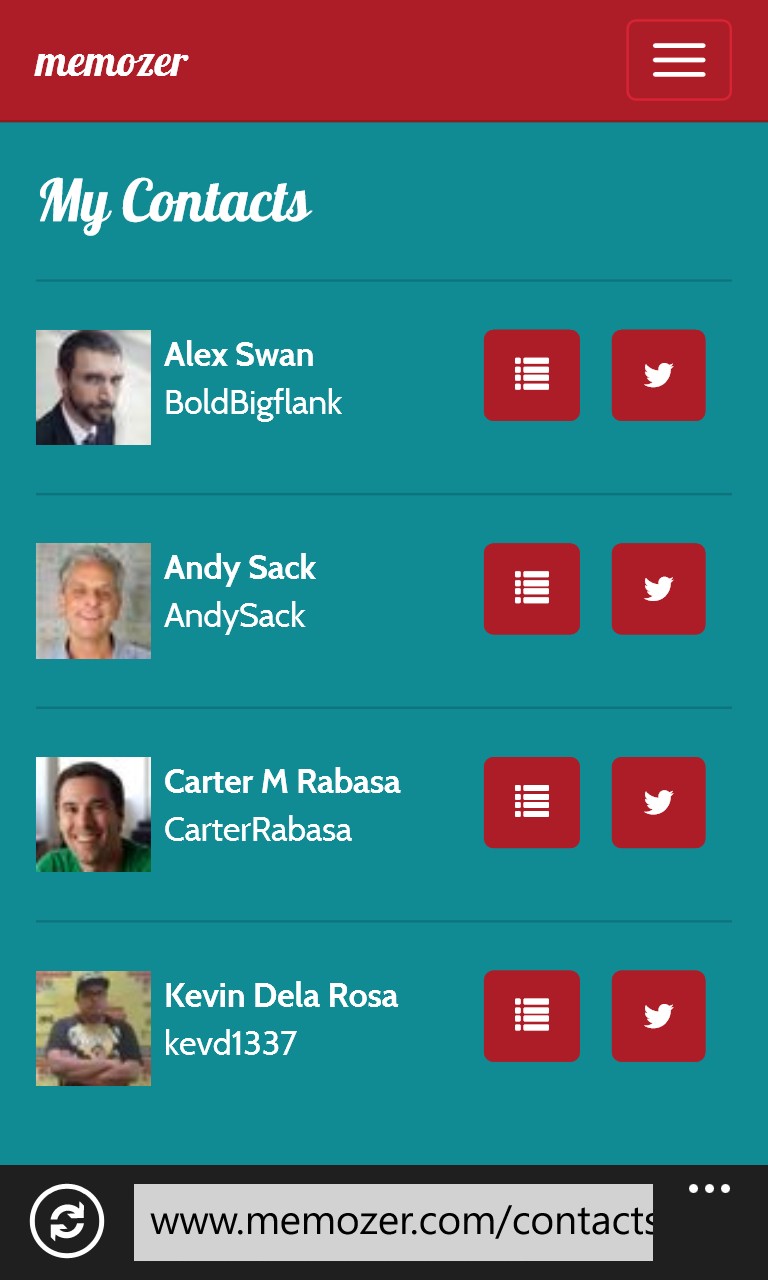 memozer
My Contacts
Alex Swan
BoldBigflank
Andy Sack
AndySack
Carter M Rabasa
CarterRabasa
Kevin Dela Rosa
kevd1337
www.memozer.com/contacts